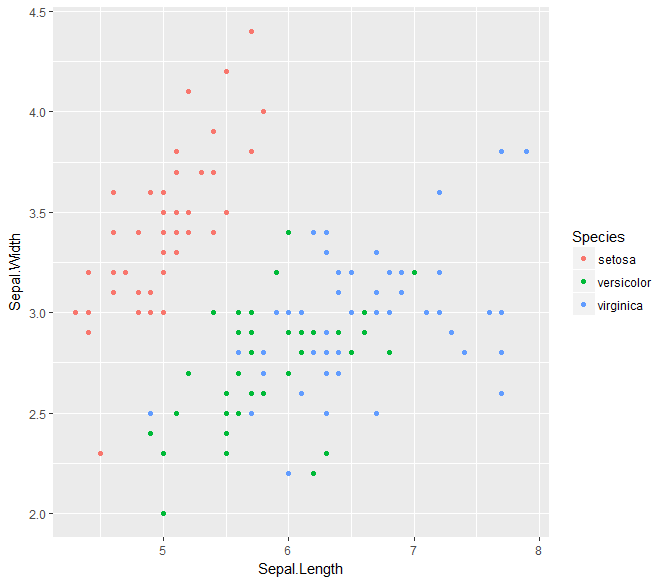 4.5
4.0
3.5
3.0
2.5
2.0
Sepal.Width
5 6 7 8
Sepal.Length
Species
setosa
versicolor
virginica